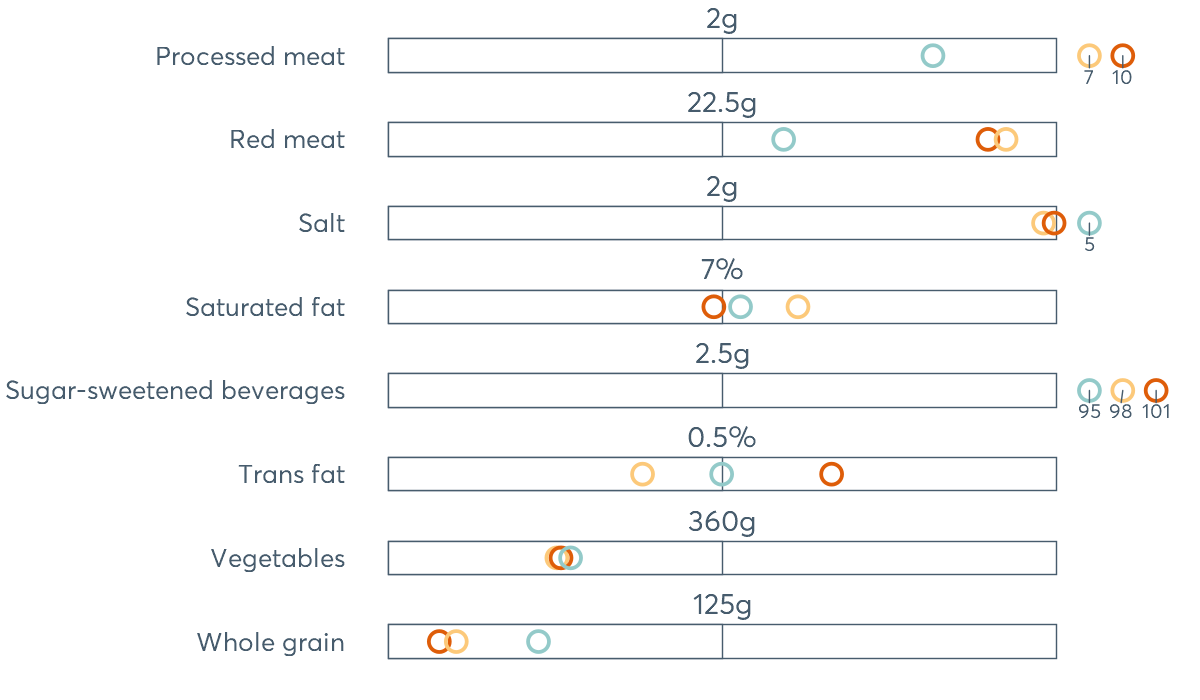 2g
Processed meat
7 10
22.5g
Red meat
2g
Salt
5
7%
Saturated fat
2.5g
Sugar-sweetened beverages
95 98 101
0.5%
Trans fat
360g
Vegetables
125g
Whole grain